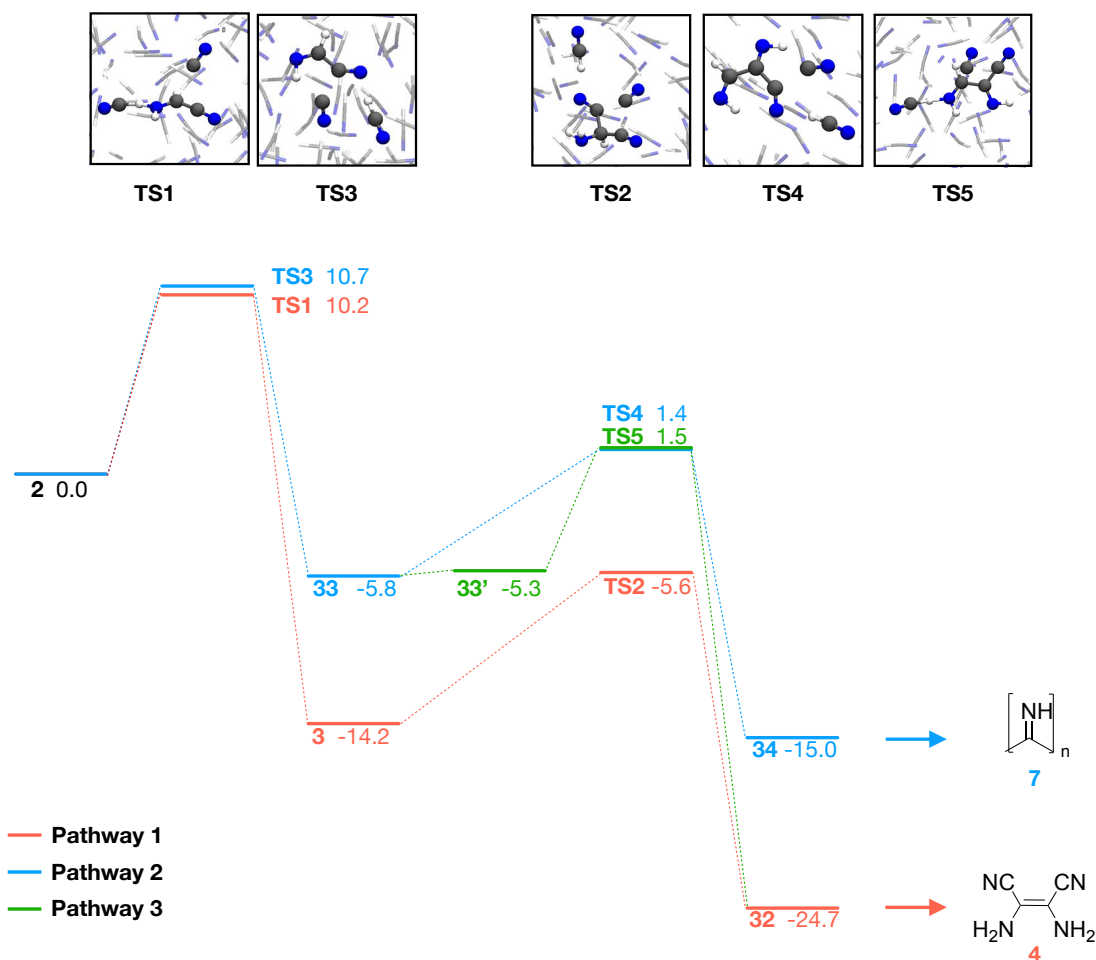 TS1
TS3
TS2
TS4
TS5
TS3 10.7
TS1 10.2
TS4 1.4
TS5 1.5
2 0.0
33 -5.8
33' -5.3
TS2 -5.6
3 -14.2
34 -15.0
NH
n
7
Pathway 1
Pathway 2
Pathway 3
32 -24.7
NC CN
H2N NH2
4